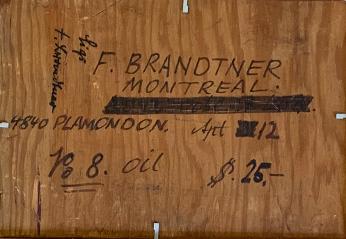 F. BRANDTNER
MONTREAL.
4840 PLAMONDON. Apt 12
No 8. oil $. 25,-